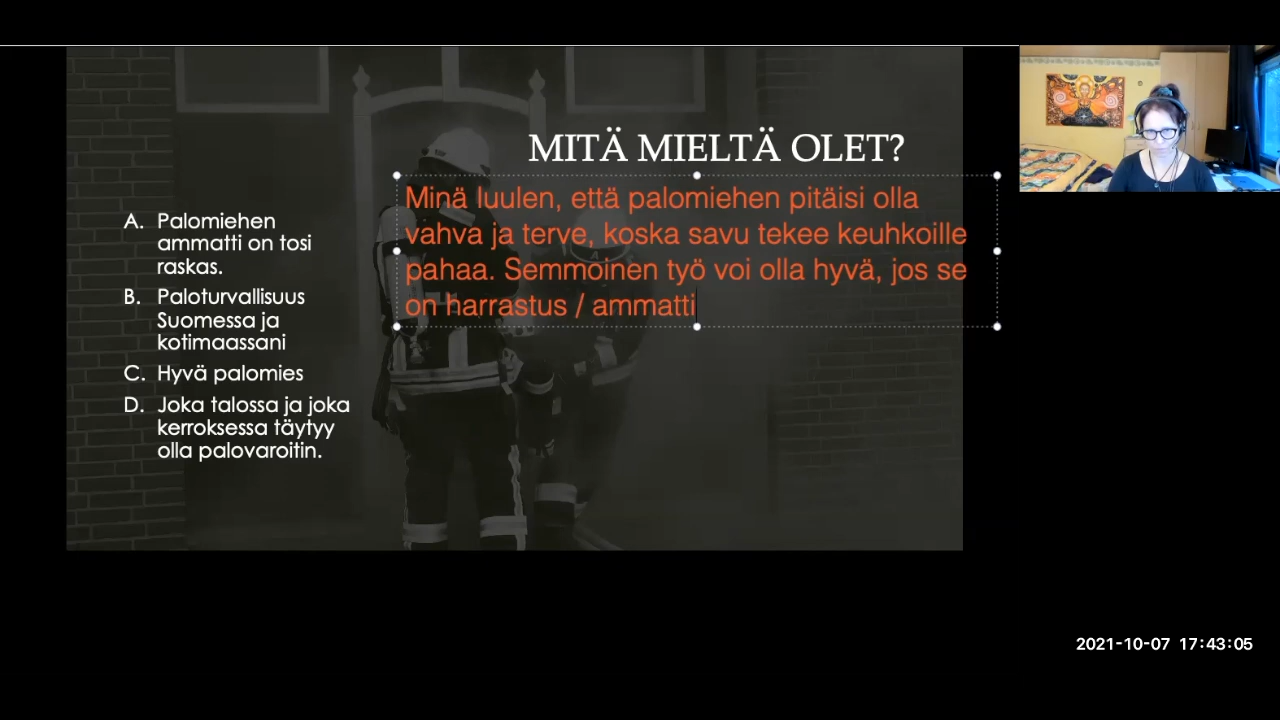 MITÄ MIELTÄ OLET?
Minä luulen, että palomiehen pitäisi olla
vahva ja terve, koska savu tekee keuhkoille
pahaa. Semmoinen työ voi olla hyvä, jos se
on harrastus / ammatti
A. Palomiehen
ammatti on tosi
raskas.
B. Paloturvallisuus
Suomessa ja
kotimaassani
C. Hyvä palomies
D. Joka talossa ja joka
kerroksessa täytyy
olla palovaroitin.
2021-10-07 17:43:05